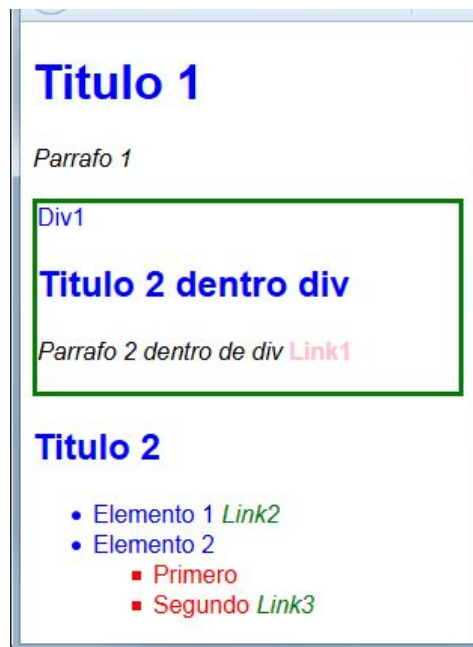 Titulo 1
Parrafo 1
Div1
Titulo 2 dentro div
Parrafo 2 dentro de div Link1
Titulo 2
Elemento 1 Link2
Elemento 2
Primero
Segundo Link3